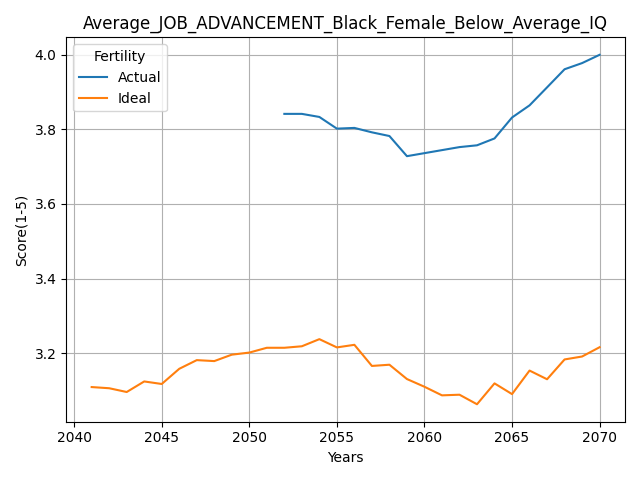 Average_JOB_ADVANCEMENT_Black_Female_Below_Average_IQ
Fertility
Actual
Ideal
4.0
3.8
3.6
3.4
3.2
Score(1-5)
2040 2045 2050 2055 2060 2065 2070
Years